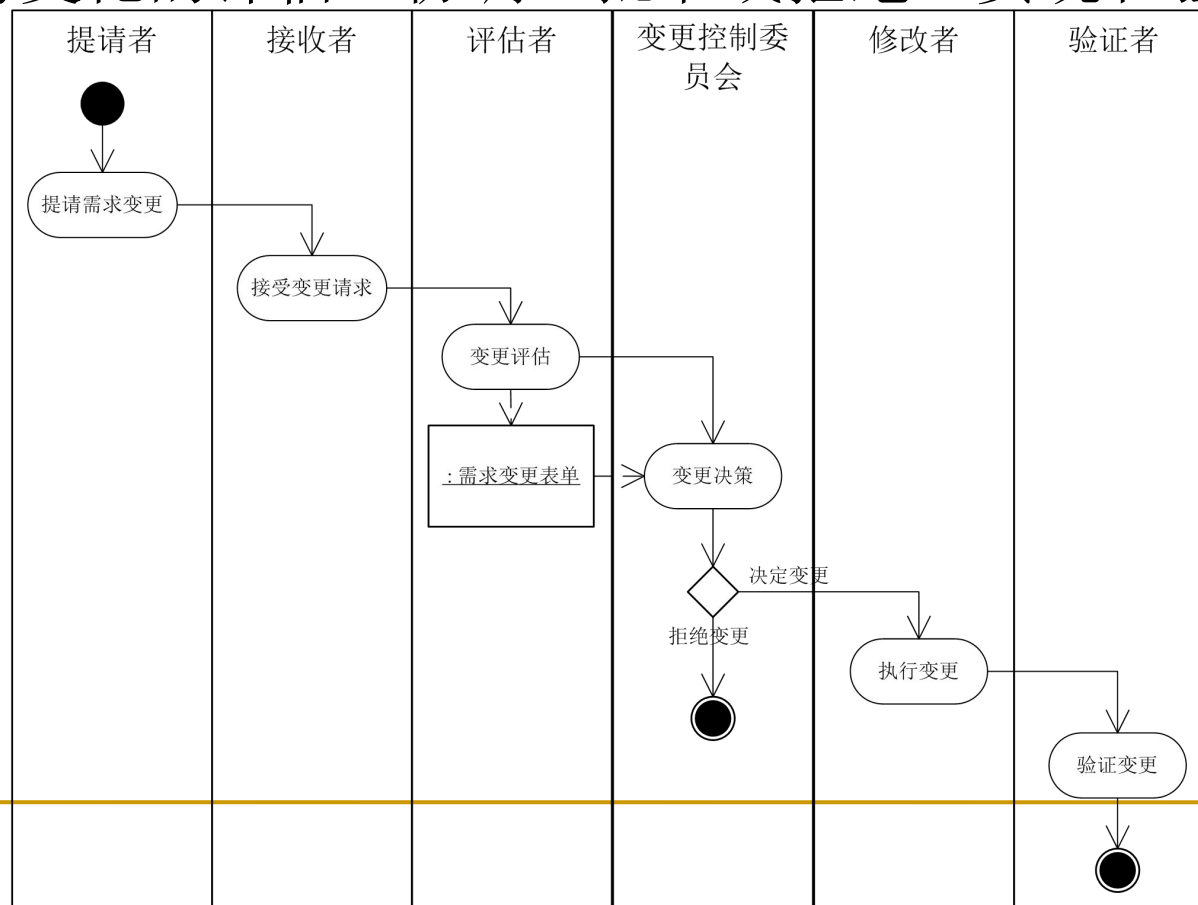 提请者
接收者
评估者
变更控制委
员会
修改者
验证者
提请需求变更
接受变更请求
变更评估
: 需求变更表单
变更决策
决定变更
拒绝变更
执行变更
验证变更